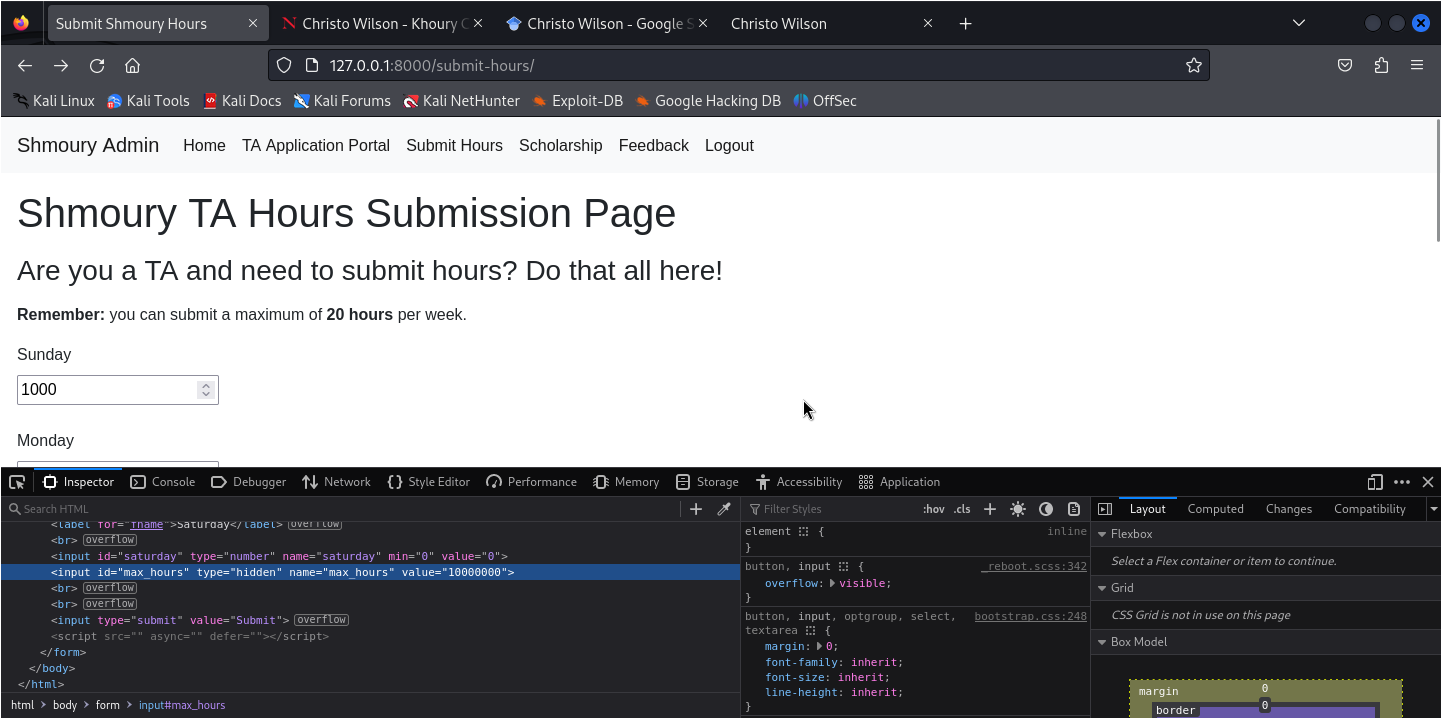 Submit Shmoury Hours
Christo Wilson - Khoury C
Christo Wilson - Google S
Christo Wilson
127.0.0.1:8000/submit-hours/
Kali Linux Kali Tools Kali Docs Kali Forums Kali NetHunter Exploit-DB Google Hacking DB OffSec
Shmoury Admin Home TA Application Portal Submit Hours Scholarship Feedback Logout
Shmoury TA Hours Submission Page
Are you a TA and need to submit hours? Do that all here!
Remember: you can submit a maximum of 20 hours per week.
Sunday
1000
Monday
Inspector Console Debugger Network Style Editor Performance Memory Storage Accessibility Application
Search HTML
<label for="fname">Saturday</label> overflow
<br> overflow
<input id="saturday" type="number" name="saturday" min="0" value="0">
<input id="max_hours" type="hidden" name="max_hours" value="10000000">
<br> overflow
<br> overflow
<input type="submit" value="Submit"> overflow
<script src="" async="" defer=""></script>
</form>
</body>
</html>
html > body > form > input#max_hours
Filter Styles :hov .cls
element { inline
}
button, input { _reboot.scss:342
overflow: visible;
}
button, input, optgroup, select, bootstrap.css:248
textarea {
margin: 0;
font-family: inherit;
font-size: inherit;
line-height: inherit;
}
Layout Computed Changes Compatibility
Flexbox
Select a Flex container or item to continue.
Grid
CSS Grid is not in use on this page
Box Model
margin 0
border 0